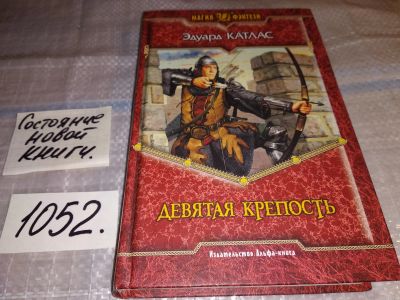 МАГИЯ ФЭНТЕЗИ
Эдуард КАТЛАС
ДЕВЯТАЯ КРЕПОСТЬ
Издательство Альфа-книга
Состояние
новой
книги.
1052.